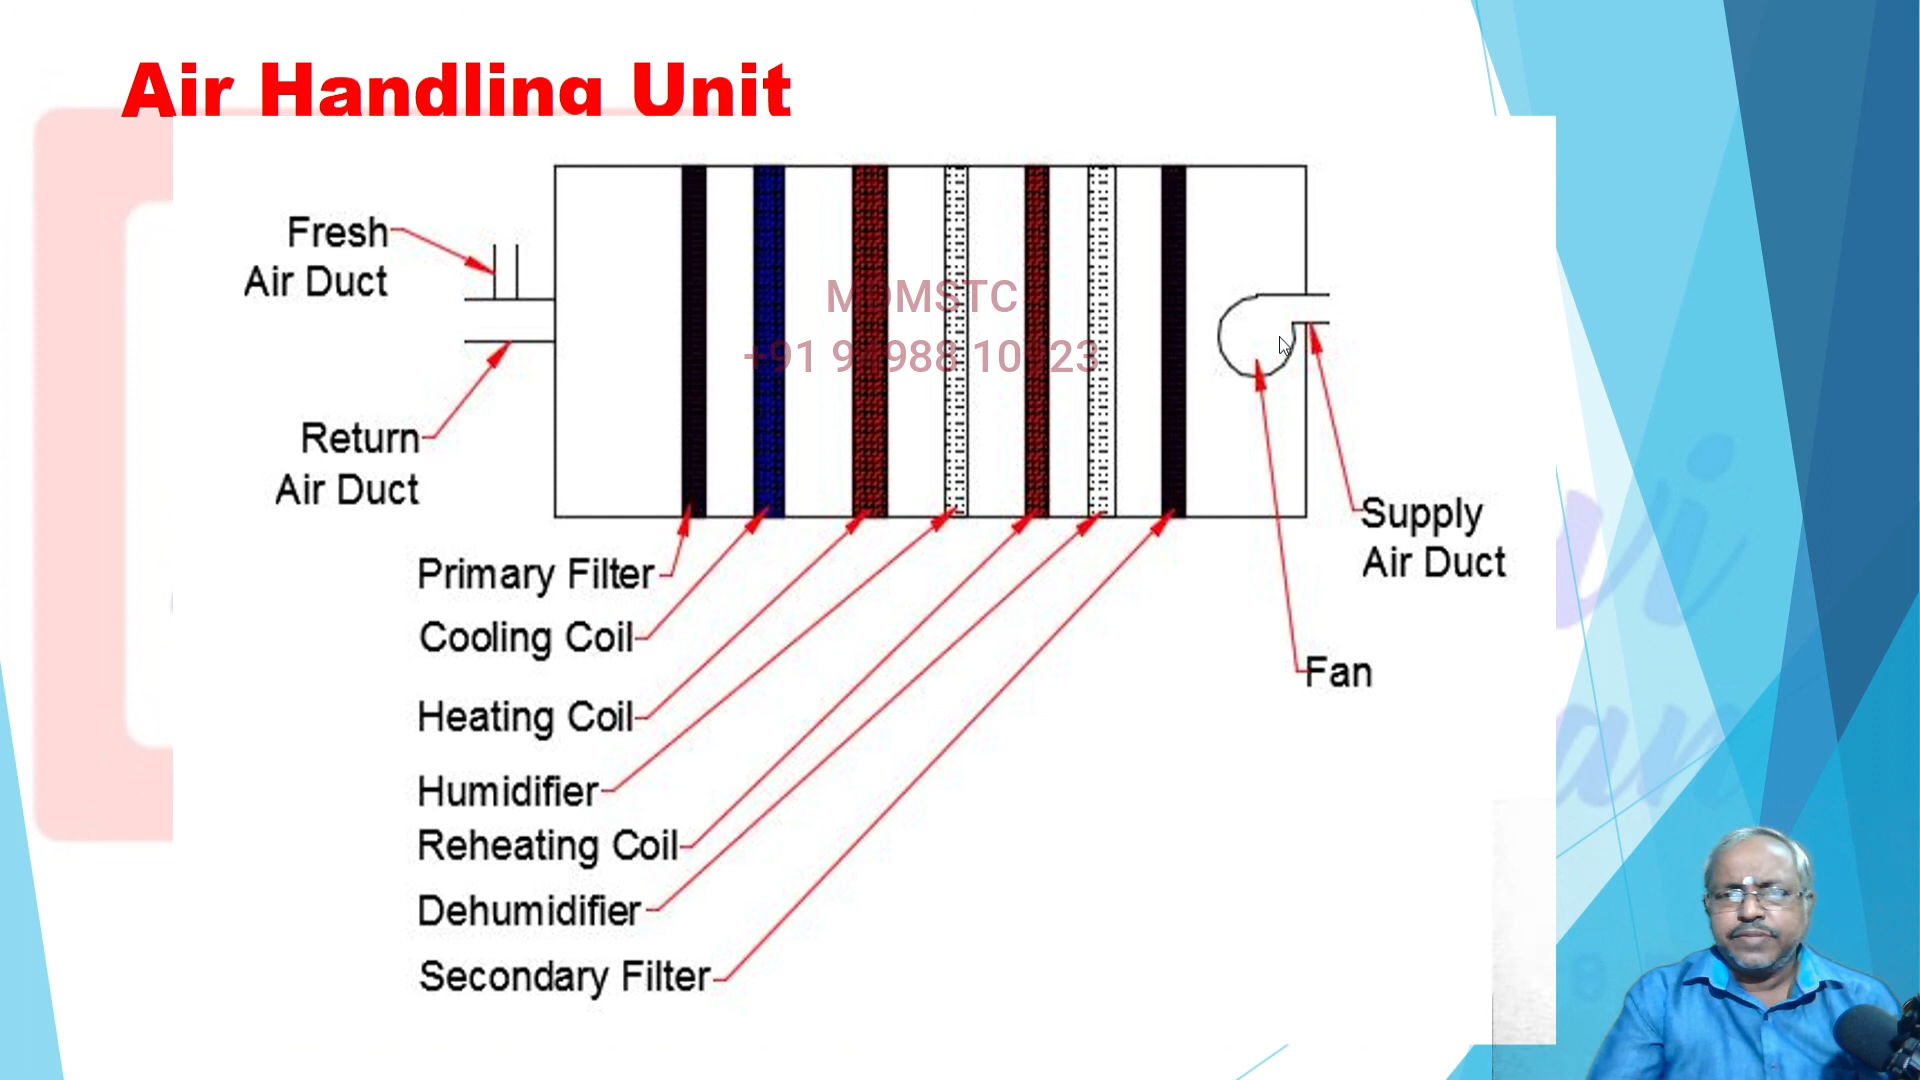 Air Handling Unit
Fresh
Air Duct
MDMSTC
Return
Air Duct
Supply
Air Duct
Primary Filter
Cooling Coil
Fan
Heating Coil
Humidifier
Reheating Coil
Dehumidifier
Secondary Filter